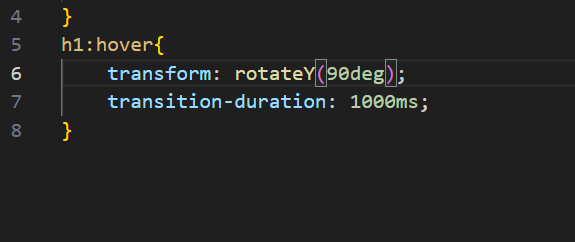 4 }
5 h1:hover{
6 transform: rotateY(90deg);
7 transition-duration: 1000ms;
8 }